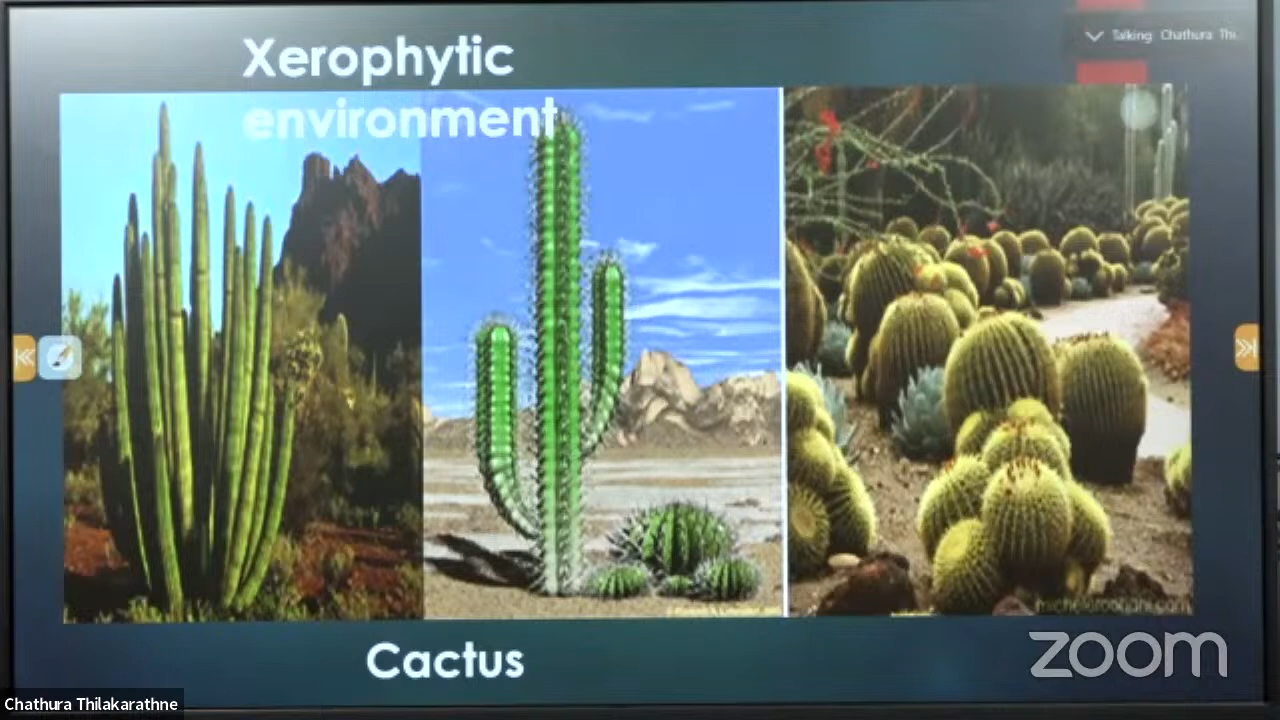 Xerophytic
environment
Talking: Chathura Thi...
Cactus
zoom
Chathura Thilakarathne